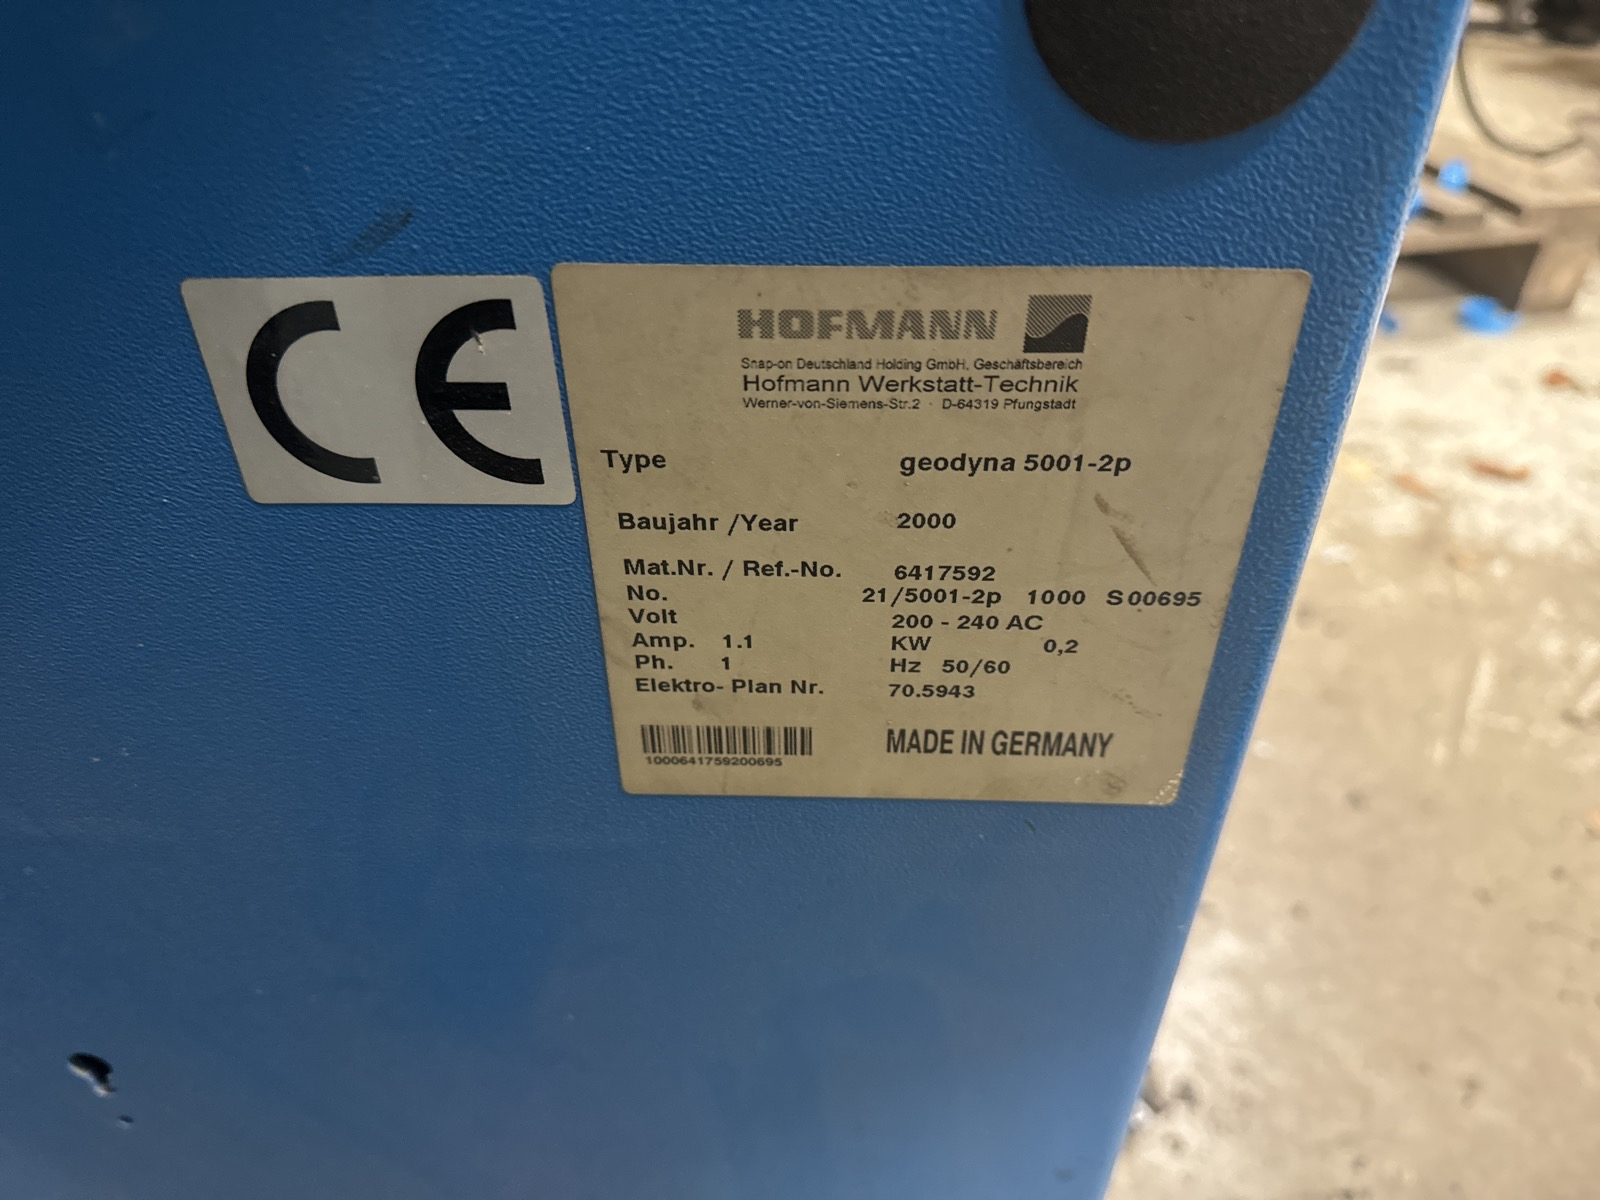 CE
HOFMANN
Snap-on Deutschland Holding GmbH, Geschäftsbereich
Hofmann Werkstatt-Technik
Werner-von-Siemens-Str.2 · D-64319 Pfungstadt
Type geodyna 5001-2p
Baujahr /Year 2000
Mat.Nr. / Ref.-No. 6417592
No. 21/5001-2p 1000 S00695
Volt 200 - 240 AC
Amp. 1.1 KW 0,2
Ph. 1 Hz 50/60
Elektro- Plan Nr. 70.5943
1000641759200695
MADE IN GERMANY